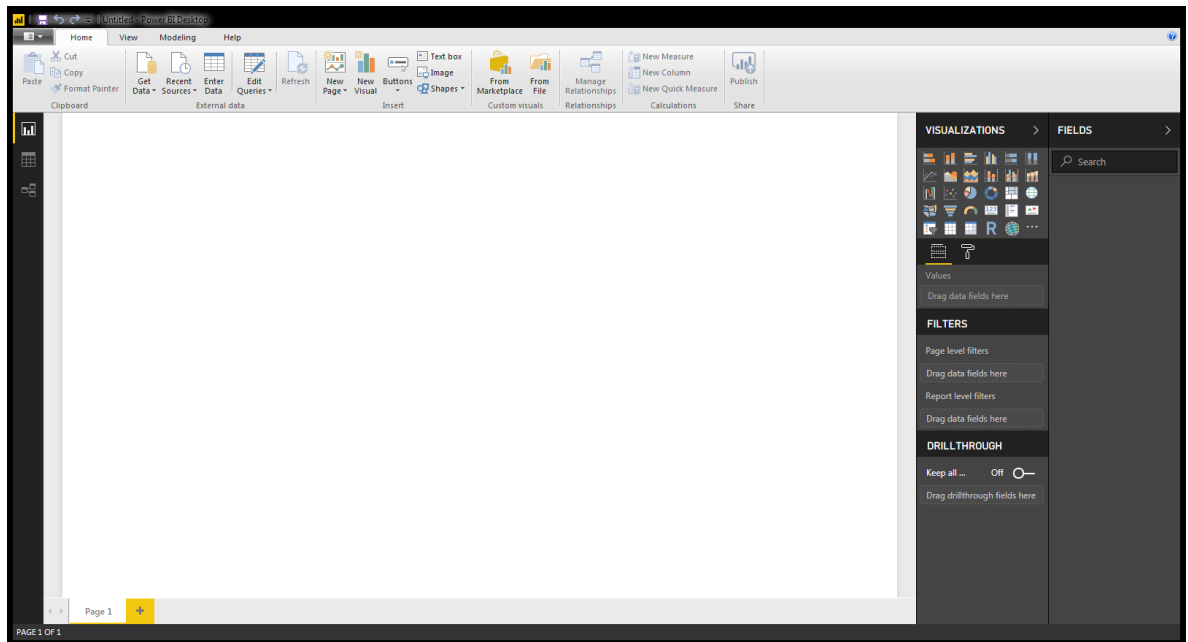 Untitled - Power BI Desktop
Home View Modeling Help
Paste
Cut
Copy
Format Painter
Clipboard
Get Data
Recent Sources
Enter Data
Edit Queries
Refresh
External data
New Page
New Visual
Buttons
Text box
Image
Shapes
Insert
From Marketplace
From File
Custom visuals
Manage Relationships
Relationships
New Measure
New Column
New Quick Measure
Calculations
Publish
Share
VISUALIZATIONS
R
123
Values
Drag data fields here
FILTERS
Page level filters
Drag data fields here
Report level filters
Drag data fields here
DRILLTHROUGH
Keep all ... Off
Drag drillthrough fields here
FIELDS
Search
Page 1
PAGE 1 OF 1